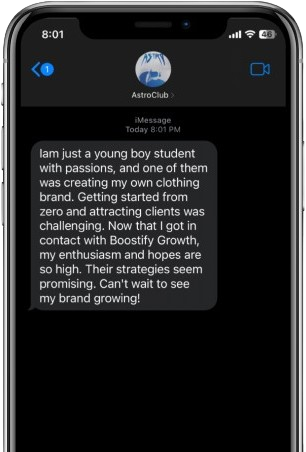 8:01
46
1
AstroClub >
iMessage
Today 8:01 PM
Iam just a young boy student
with passions, and one of them
was creating my own clothing
brand. Getting started from
zero and attracting clients was
challenging. Now that I got in
contact with Boostify Growth,
my enthusiasm and hopes are
so high. Their strategies seem
promising. Can't wait to see
my brand growing!